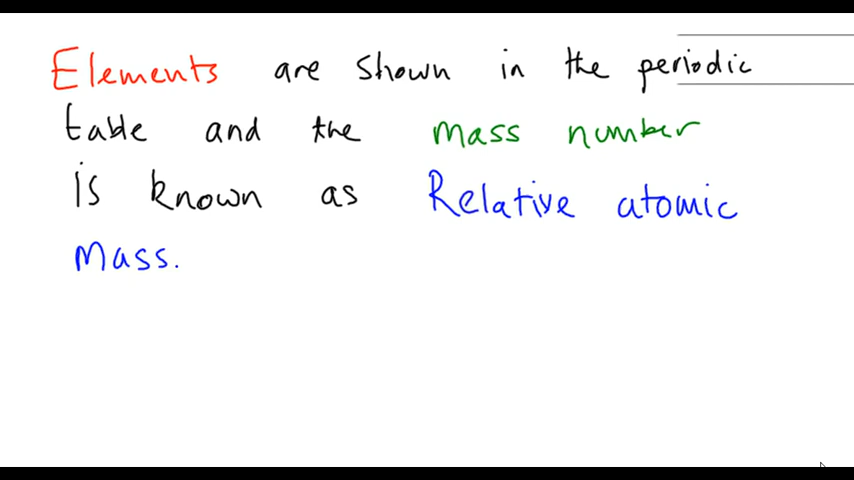 Elements are shown in the periodic
table and the mass number
is known as Relative atomic
mass.